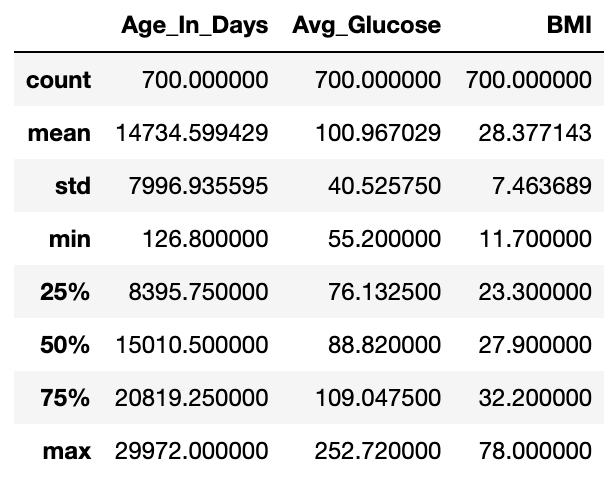 Age_In_Days Avg_Glucose BMI
count 700.000000 700.000000 700.000000
mean 14734.599429 100.967029 28.377143
std 7996.935595 40.525750 7.463689
min 126.800000 55.200000 11.700000
25% 8395.750000 76.132500 23.300000
50% 15010.500000 88.820000 27.900000
75% 20819.250000 109.047500 32.200000
max 29972.000000 252.720000 78.000000